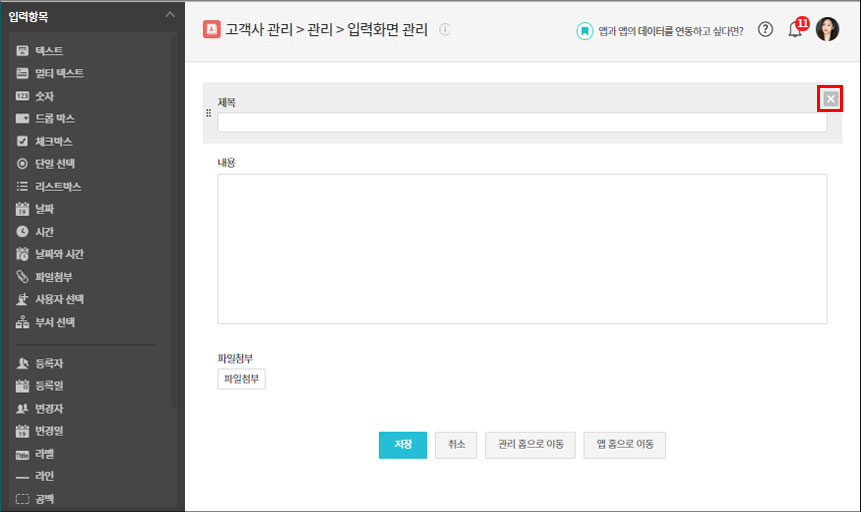 입력항목
텍스트
멀티 텍스트
숫자
드롭 박스
체크박스
단일 선택
리스트박스
날짜
시간
날짜와 시간
파일첨부
사용자 선택
부서 선택
등록자
등록일
변경자
변경일
라벨
라인
공백
고객사 관리 > 관리 > 입력화면 관리
앱과 앱의 데이터를 연동하고 싶다면?
11
제목
내용
파일첨부
파일첨부
저장 취소 관리 홈으로 이동 앱 홈으로 이동